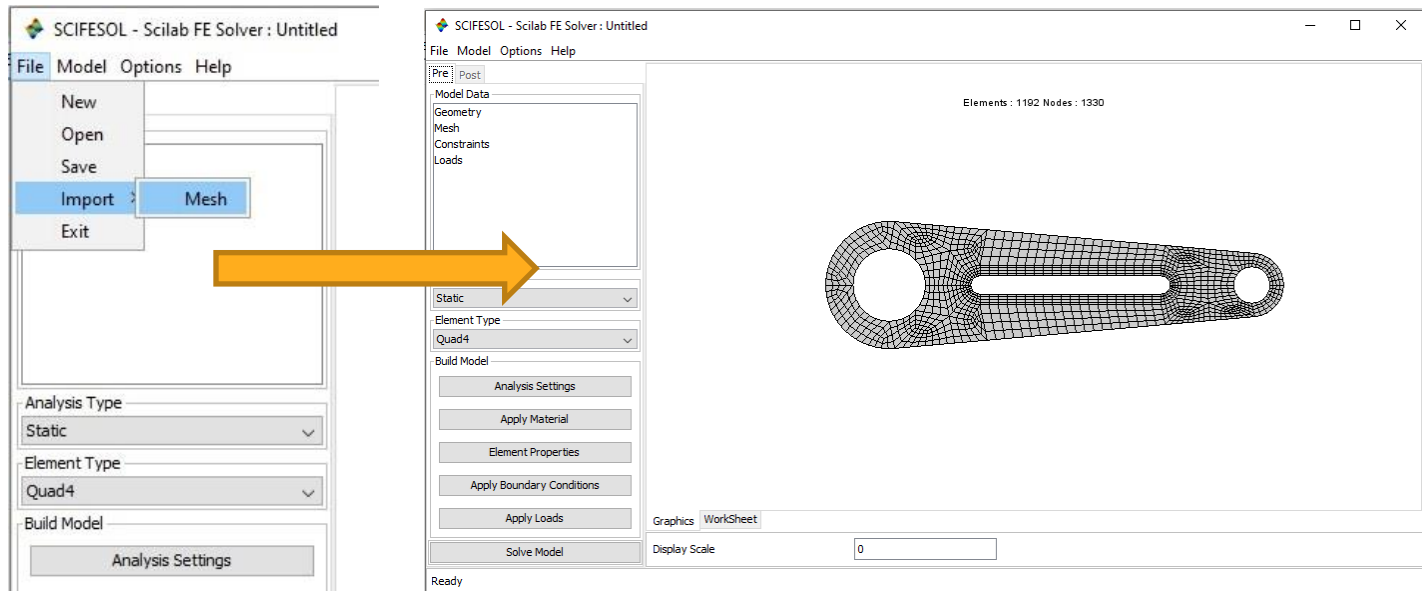 SCIFESOL - Scilab FE Solver : Untitled
File Model Options Help
New
Open
Save
Import > Mesh
Exit
Analysis Type
Static
Element Type
Quad4
Build Model
Analysis Settings
SCIFESOL - Scilab FE Solver : Untitled
File Model Options Help
Pre Post
Model Data
Geometry
Mesh
Constraints
Loads
Static
Element Type
Quad4
Build Model
Analysis Settings
Apply Material
Element Properties
Apply Boundary Conditions
Apply Loads
Solve Model
Ready
Elements : 1192 Nodes : 1330
Graphics WorkSheet
Display Scale 0